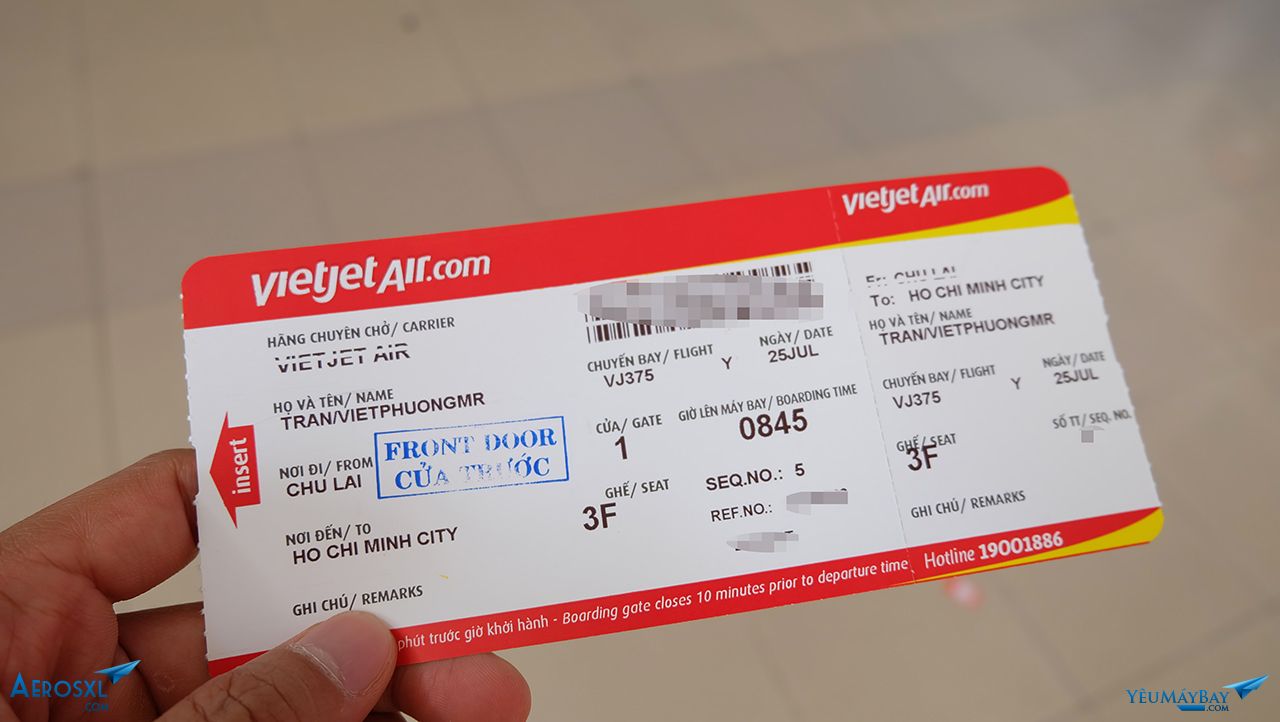 vietjetAir.com
HÃNG CHUYÊN CHỞ/ CARRIER
VIETJET AIR
HỌ VÀ TÊN/ NAME
TRAN/VIETPHUONGMR
NƠI ĐI/ FROM
CHU LAI
FRONT DOOR
CỬA TRƯỚC
NƠI ĐẾN/ TO
HO CHI MINH CITY
GHI CHÚ/ REMARKS
insert
CHUYẾN BAY/ FLIGHT
VJ375
Y
NGÀY/ DATE
25JUL
CỬA/ GATE
1
GIỜ LÊN MÁY BAY/ BOARDING TIME
0845
GHẾ/ SEAT
3F
SEQ.NO.: 5
REF.NO.:
phút trước giờ khởi hành - Boarding gate closes 10 minutes prior to departure time
vietjetAir.com
Fr: CHU LAI
To: HO CHI MINH CITY
HỌ VÀ TÊN/ NAME
TRAN/VIETPHUONGMR
CHUYẾN BAY/ FLIGHT
VJ375
Y
NGÀY/ DATE
25JUL
GHẾ/ SEAT
3F
SỐ TT/ SEQ. NO.
GHI CHÚ/ REMARKS
Hotline 19001886
AEROSXL
.COM
YÊUMÁYBAY
.COM